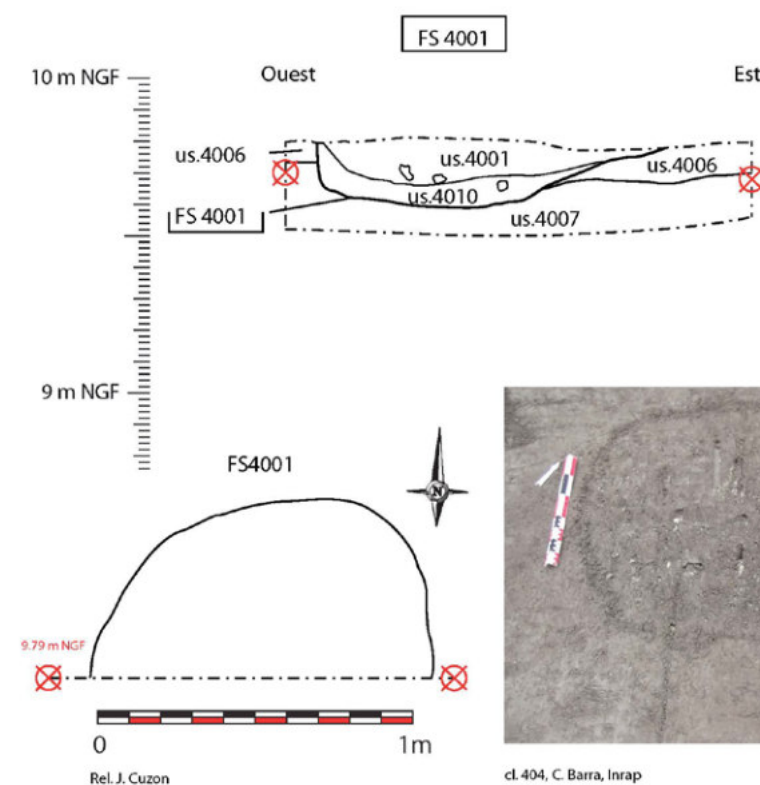 FS 4001
10 m NGF
Ouest
Est
us.4006
us.4001
us.4006
us.4010
FS 4001
us.4007
9 m NGF
FS4001
N
9.79 m NGF
0
1m
Rel. J. Cuzon
cl. 404, C. Barra, Inrap